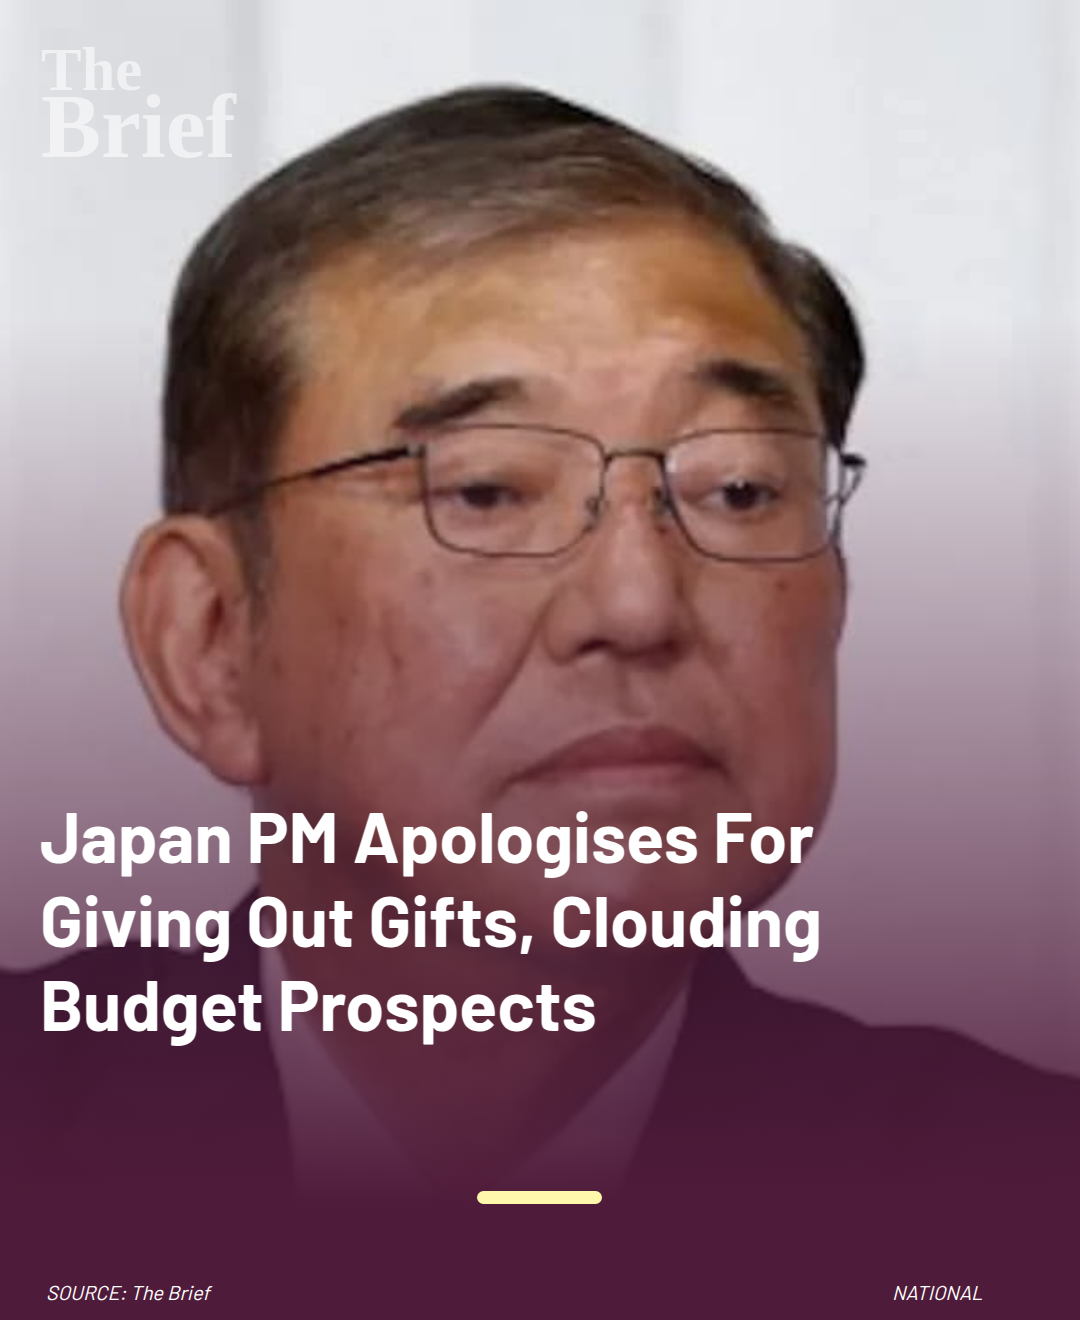 The
Brief
Japan PM Apologises For
Giving Out Gifts, Clouding
Budget Prospects
SOURCE: The Brief
NATIONAL